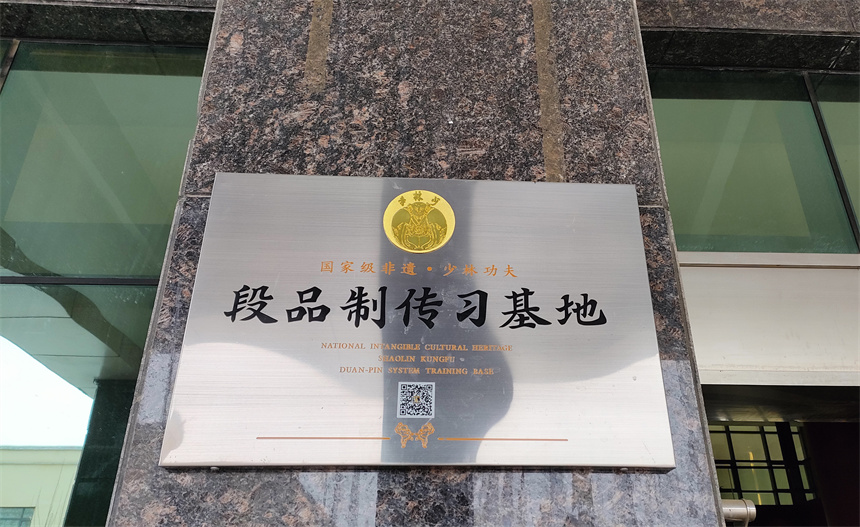 寺林少
国家级非遗·少林功夫
段品制传习基地
NATIONAL INTANGIBLE CULTURAL HERITAGE
SHAOLIN KUNGFU
DUAN-PIN SYSTEM TRAINING BASE